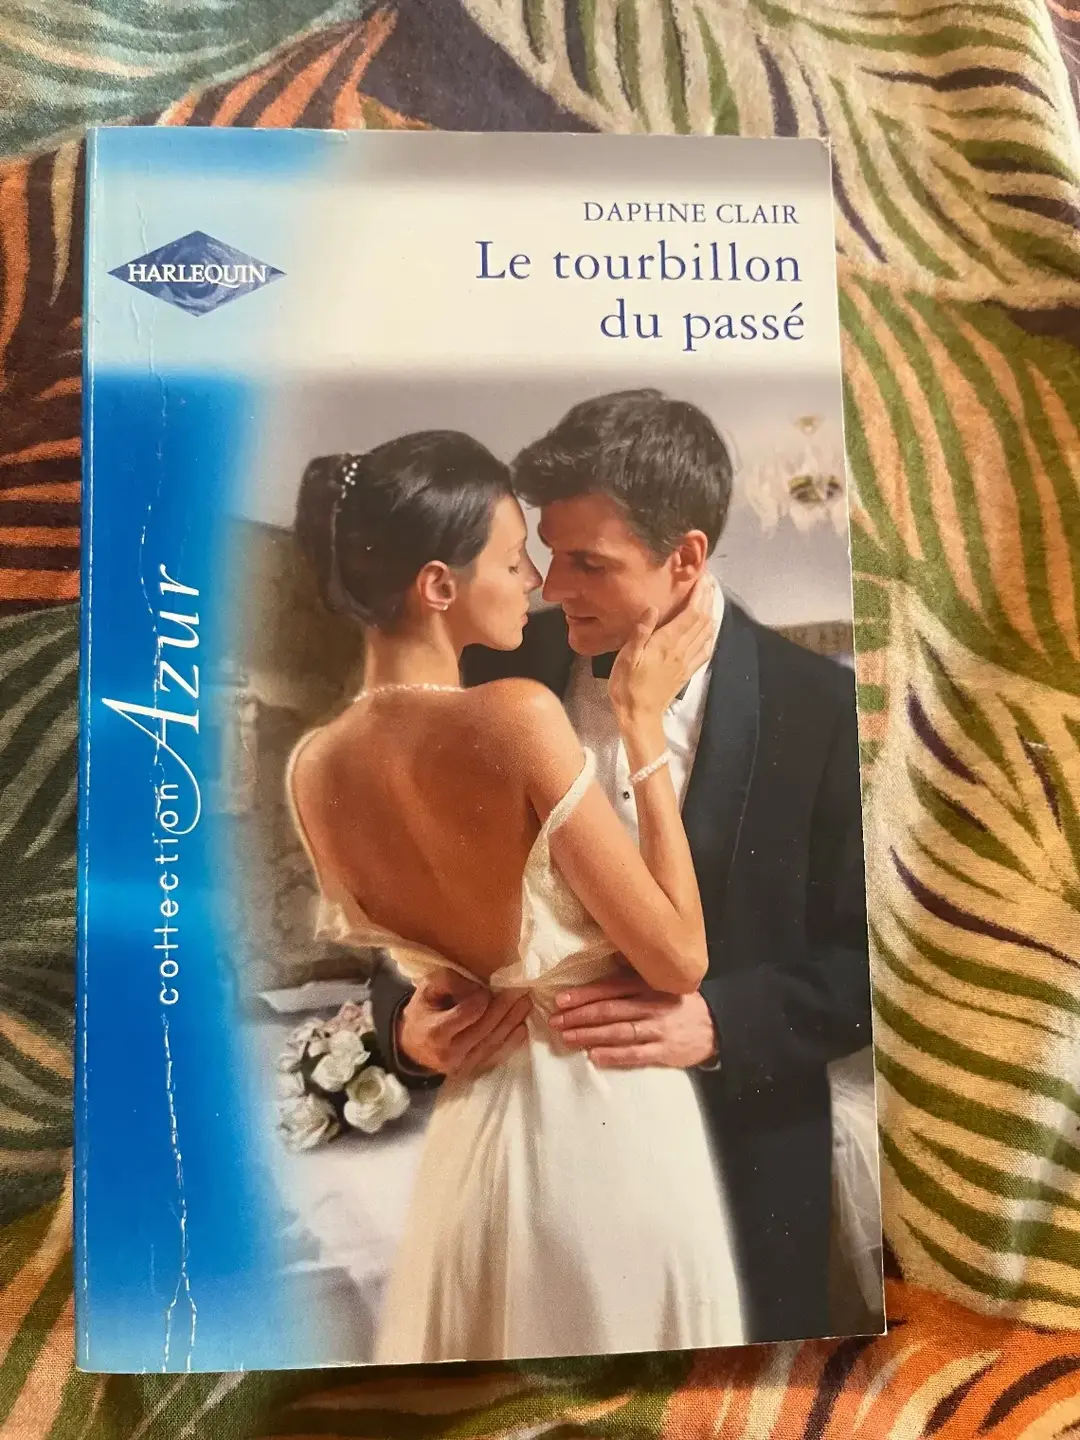 HARLEQUIN
DAPHNE CLAIR
Le tourbillon
du passé
collection Azur